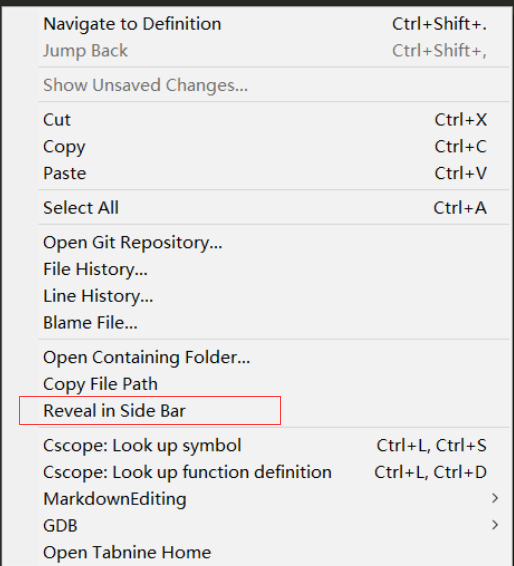 Navigate to Definition Ctrl+Shift+.
Jump Back Ctrl+Shift+,
Show Unsaved Changes...
Cut Ctrl+X
Copy Ctrl+C
Paste Ctrl+V
Select All Ctrl+A
Open Git Repository...
File History...
Line History...
Blame File...
Open Containing Folder...
Copy File Path
Reveal in Side Bar
Cscope: Look up symbol Ctrl+L, Ctrl+S
Cscope: Look up function definition Ctrl+L, Ctrl+D
MarkdownEditing
GDB
Open Tabnine Home